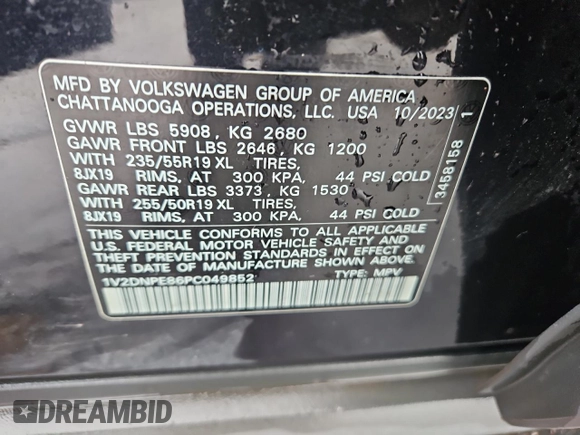 MFD BY VOLKSWAGEN GROUP OF AMERICA
CHATTANOOGA OPERATIONS, LLC. USA 10/2023
GVWR LBS 5908, KG 2680
GAWR FRONT LBS 2646, KG 1200
WITH 235/55R19 XL TIRES,
8JX19 RIMS, AT 300 KPA, 44 PSI COLD
GAWR REAR LBS 3373, KG 1530
WITH 255/50R19 XL TIRES,
8JX19 RIMS, AT 300 KPA, 44 PSI COLD
THIS VEHICLE CONFORMS TO ALL APPLICABLE
U.S. FEDERAL MOTOR VEHICLE SAFETY AND
THEFT PREVENTION STANDARDS IN EFFECT ON
THE DATE OF MANUFACTURE SHOWN ABOVE.
1V2DNPE86PC049852 TYPE: MPV
3458158 1
DREAMBID